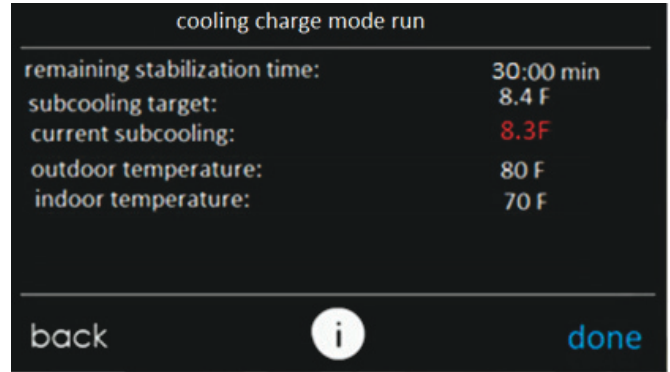 cooling charge mode run
remaining stabilization time: 30:00 min
subcooling target: 8.4 F
current subcooling: 8.3F
outdoor temperature: 80 F
indoor temperature: 70 F
back i done